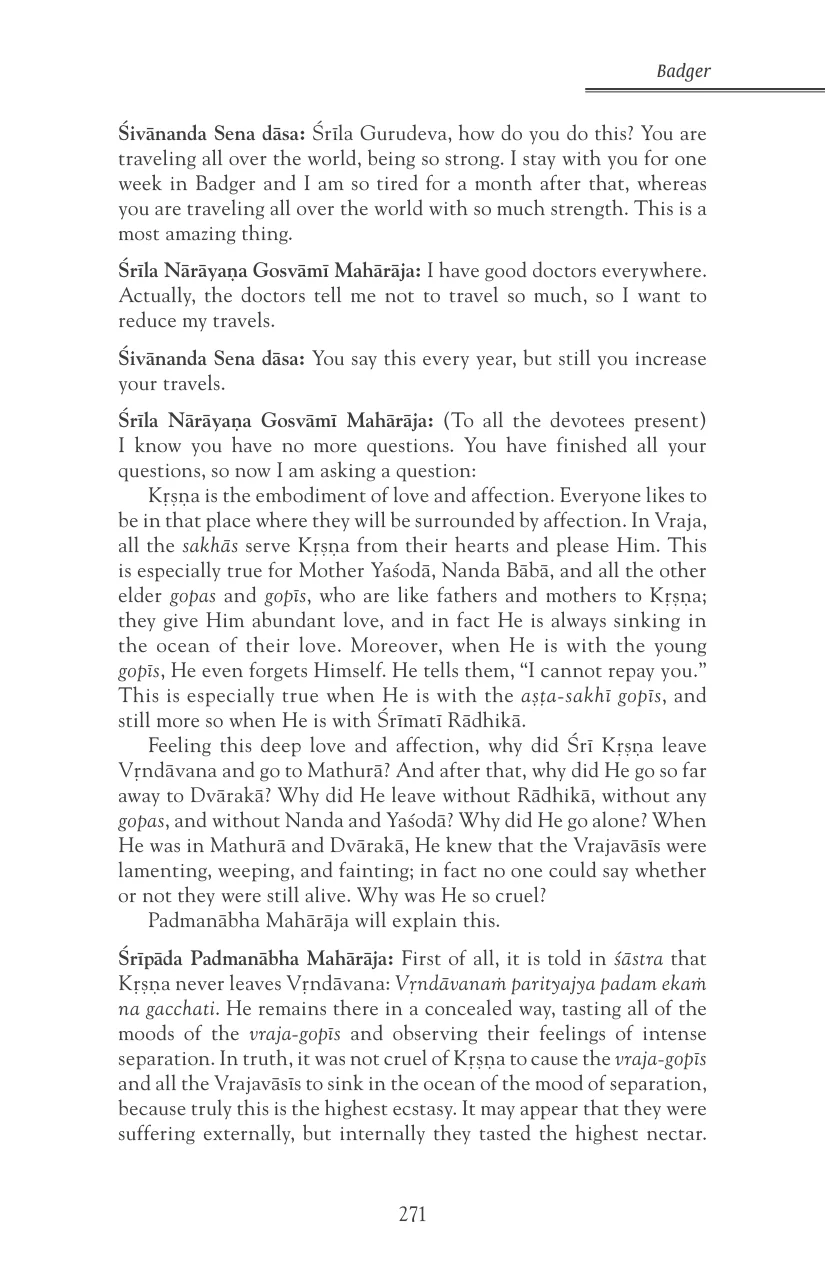 Badger
Śivānanda Sena dāsa: Śrīla Gurudeva, how do you do this? You are
traveling all over the world, being so strong. I stay with you for one
week in Badger and I am so tired for a month after that, whereas
you are traveling all over the world with so much strength. This is a
most amazing thing.
Śrīla Nārāyaṇa Gosvāmī Mahārāja: I have good doctors everywhere.
Actually, the doctors tell me not to travel so much, so I want to
reduce my travels.
Śivānanda Sena dāsa: You say this every year, but still you increase
your travels.
Śrīla Nārāyaṇa Gosvāmī Mahārāja: (To all the devotees present)
I know you have no more questions. You have finished all your
questions, so now I am asking a question:
Kṛṣṇa is the embodiment of love and affection. Everyone likes to
be in that place where they will be surrounded by affection. In Vraja,
all the sakhās serve Kṛṣṇa from their hearts and please Him. This
is especially true for Mother Yaśodā, Nanda Bābā, and all the other
elder gopas and gopīs, who are like fathers and mothers to Kṛṣṇa;
they give Him abundant love, and in fact He is always sinking in
the ocean of their love. Moreover, when He is with the young
gopīs, He even forgets Himself. He tells them, “I cannot repay you.”
This is especially true when He is with the aṣṭa-sakhī gopīs, and
still more so when He is with Śrīmatī Rādhikā.
Feeling this deep love and affection, why did Śrī Kṛṣṇa leave
Vṛndāvana and go to Mathurā? And after that, why did He go so far
away to Dvārakā? Why did He leave without Rādhikā, without any
gopas, and without Nanda and Yaśodā? Why did He go alone? When
He was in Mathurā and Dvārakā, He knew that the Vrajavāsīs were
lamenting, weeping, and fainting; in fact no one could say whether
or not they were still alive. Why was He so cruel?
Padmanābha Mahārāja will explain this.
Śrīpāda Padmanābha Mahārāja: First of all, it is told in śāstra that
Kṛṣṇa never leaves Vṛndāvana: Vṛndāvanaṁ parityajya padam ekaṁ
na gacchati. He remains there in a concealed way, tasting all of the
moods of the vraja-gopīs and observing their feelings of intense
separation. In truth, it was not cruel of Kṛṣṇa to cause the vraja-gopīs
and all the Vrajavāsīs to sink in the ocean of the mood of separation,
because truly this is the highest ecstasy. It may appear that they were
suffering externally, but internally they tasted the highest nectar.
271